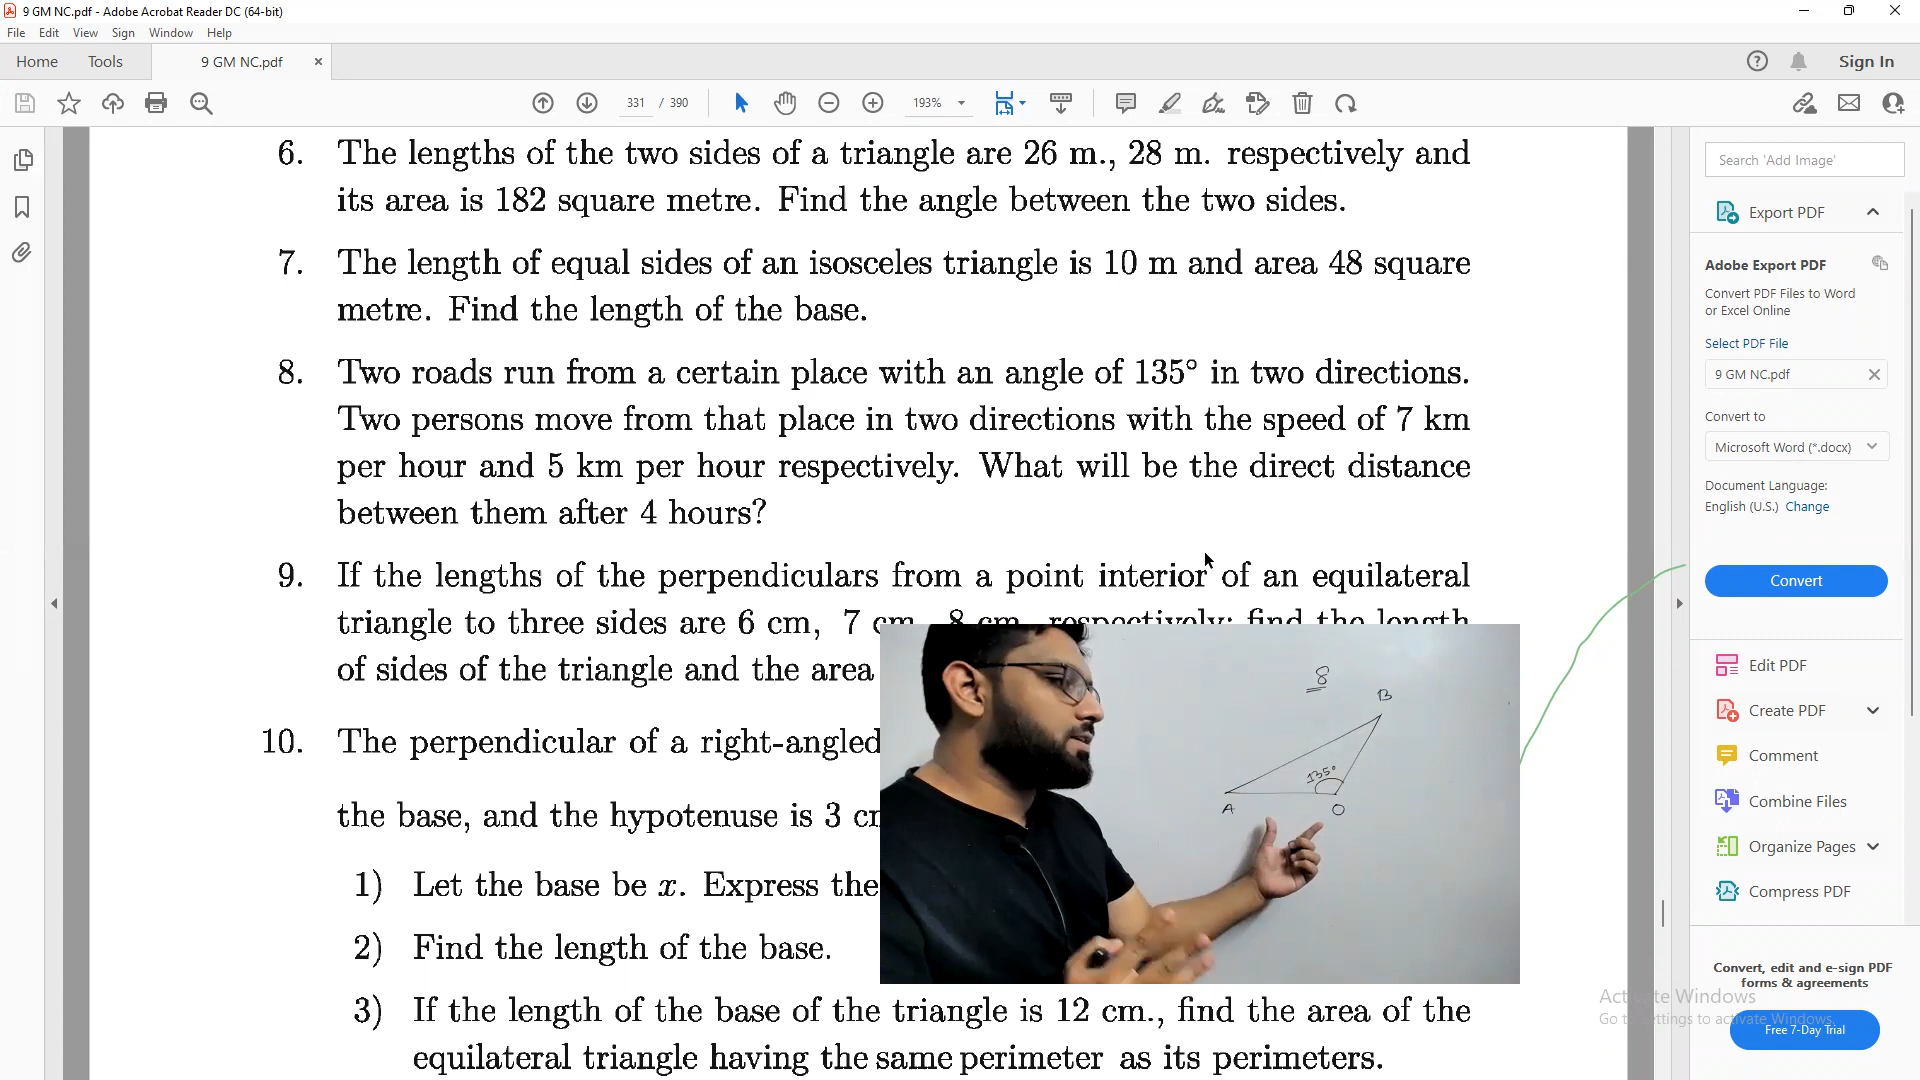 9 GM NC.pdf - Adobe Acrobat Reader DC (64-bit)
File Edit View Sign Window Help
Home Tools 9 GM NC.pdf × Sign In
331 / 390 193%
6. The lengths of the two sides of a triangle are 26 m., 28 m. respectively and
its area is 182 square metre. Find the angle between the two sides.
7. The length of equal sides of an isosceles triangle is 10 m and area 48 square
metre. Find the length of the base.
8. Two roads run from a certain place with an angle of 135° in two directions.
Two persons move from that place in two directions with the speed of 7 km
per hour and 5 km per hour respectively. What will be the direct distance
between them after 4 hours?
9. If the lengths of the perpendiculars from a point interior of an equilateral
triangle to three sides are 6 cm, 7 cm, 8 cm, respectively; find the length
of sides of the triangle and the area
10. The perpendicular of a right-angled
the base, and the hypotenuse is 3
1) Let the base be x. Express the
2) Find the length of the base.
3) If the length of the base of the triangle is 12 cm., find the area of the
equilateral triangle having the same perimeter as its perimeters.
8
B
135°
A
O
Search 'Add Image'
Export PDF
Adobe Export PDF
Convert PDF Files to Word
or Excel Online
Select PDF File
9 GM NC.pdf
Convert to
Microsoft Word (*.docx)
Document Language:
English (U.S.) Change
Convert
Edit PDF
Create PDF
Comment
Combine Files
Organize Pages
Compress PDF
Convert, edit and e-sign PDF
forms & agreements
Activate Windows
Go to Settings to activate Windows.
Free 7-Day Trial